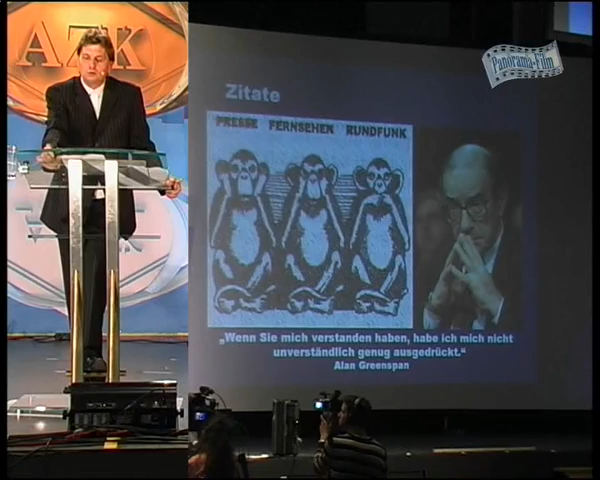 AZK
Panorama-Film
Zitate
PRESSE FERNSEHEN RUNDFUNK
„Wenn Sie mich verstanden haben, habe ich mich nicht
unverständlich genug ausgedrückt.“
Alan Greenspan